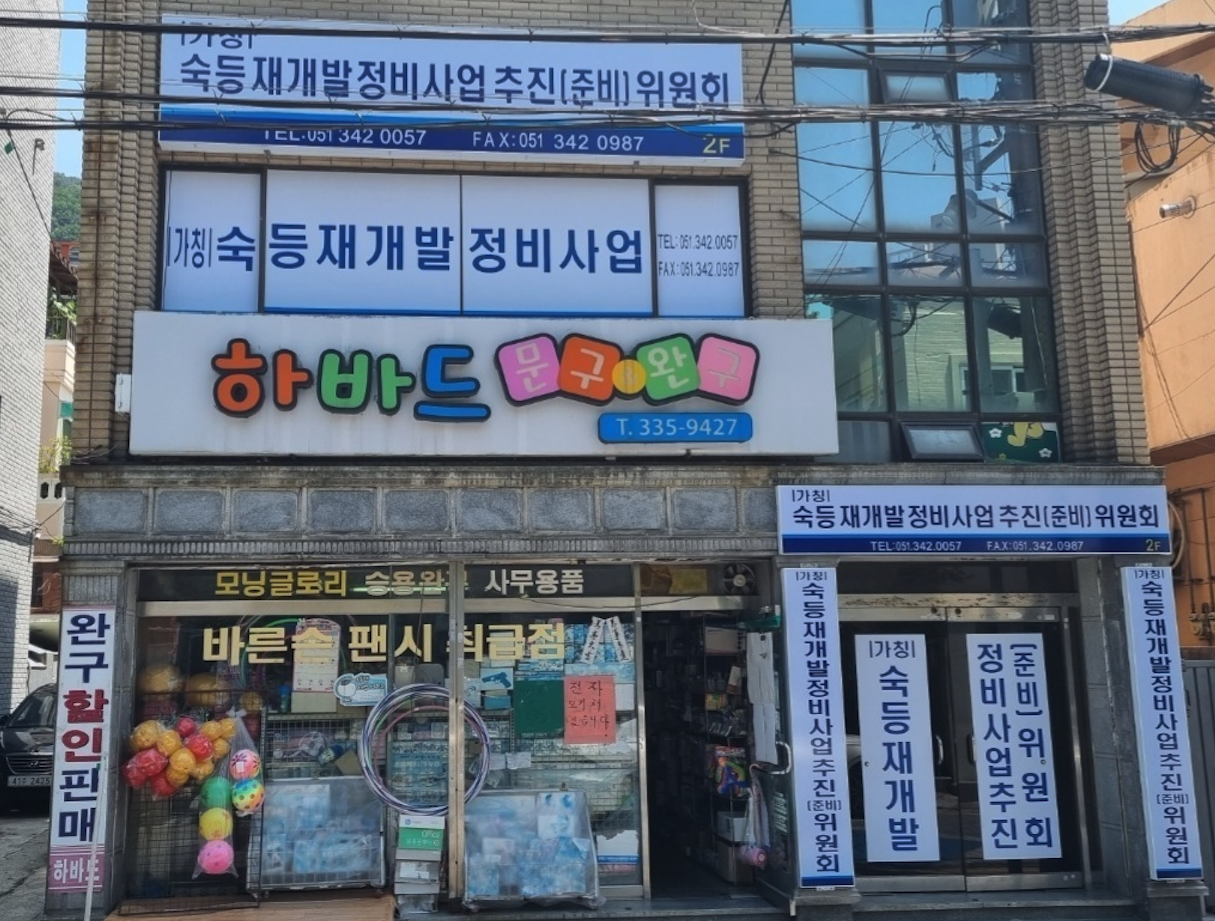 (가칭)
숙등재개발정비사업추진(준비)위원회
TEL:051 342 0057 FAX:051 342 0987 2F
(가칭)숙등재개발정비사업
TEL:051.342.0057
FAX:051.342.0987
하바드 문구완구
T. 335-9427
(가칭)
숙등재개발정비사업추진(준비)위원회
TEL:051.342.0057 FAX:051.342.0987 2F
모닝글로리 승용완구 사무용품
바른손 팬시 취급점
완구할인판매
하바드
Office
(가칭)
숙등재개발정비사업추진(준비)위원회
(가칭)
숙등재개발
정비사업추진
(준비)위원회
(가칭)
숙등재개발정비사업추진(준비)위원회